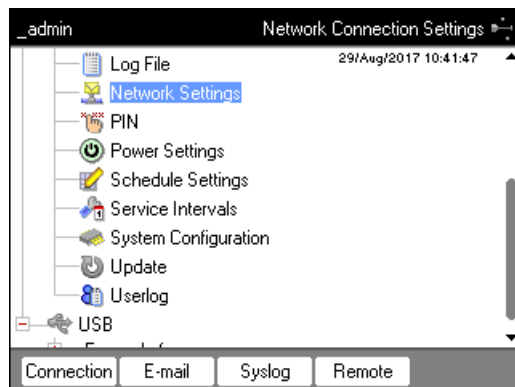 _admin
Network Connection Settings
29/Aug/2017 10:41:47
Log File
Network Settings
PIN
Power Settings
Schedule Settings
Service Intervals
System Configuration
Update
Userlog
USB
Connection
E-mail
Syslog
Remote